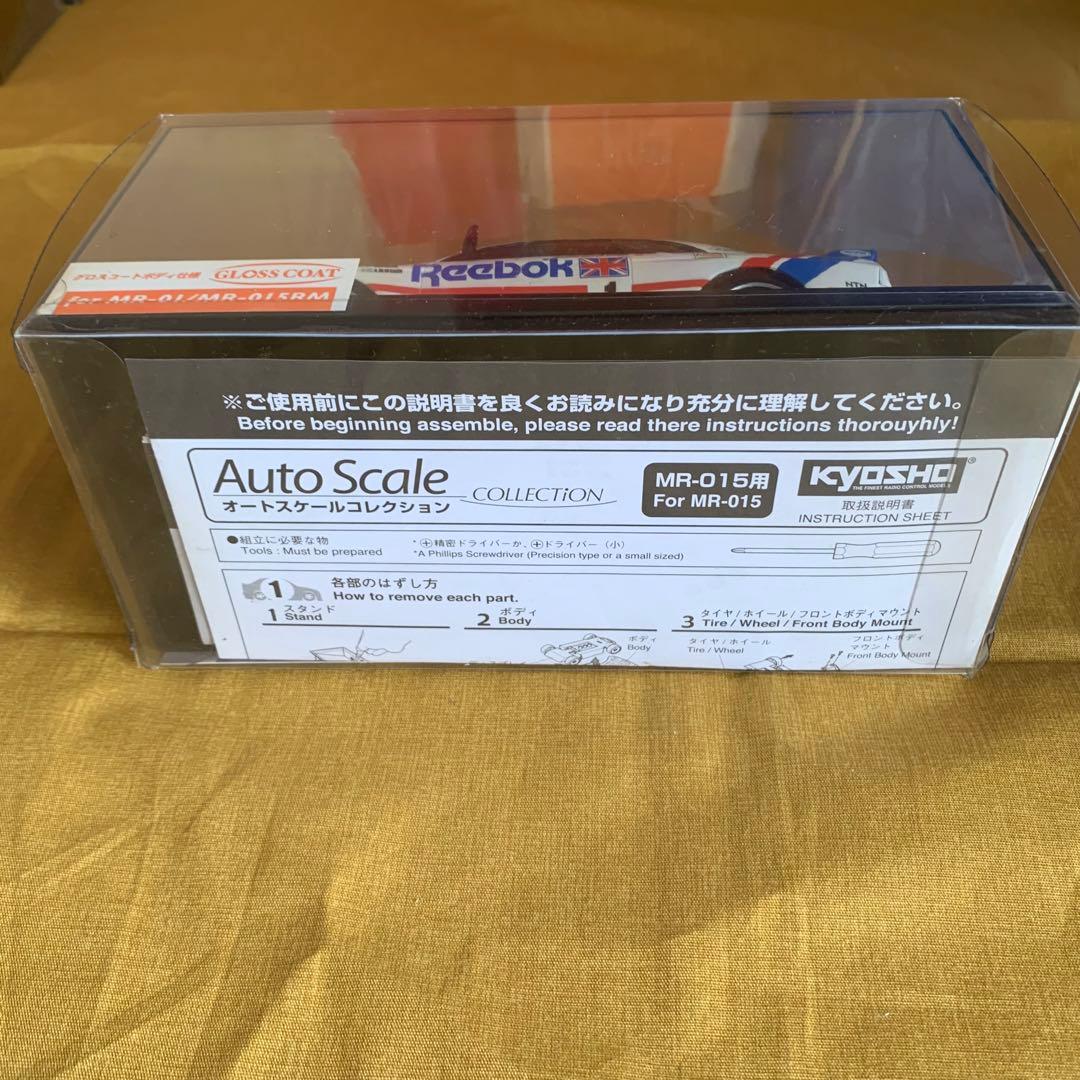 グロスコートボディ仕様 GLOSS COAT
for MR-01/MR-015RM
Reebok
1
NTN
※ご使用前にこの説明書を良くお読みになり充分に理解してください。
Before beginning assemble, please read there instructions thorouyhly!
Auto Scale COLLECTiON
オートスケールコレクション
MR-015用
For MR-015
KYOSHO®
THE FINEST RADIO CONTROL MODELS
取扱説明書
INSTRUCTION SHEET
●組立に必要な物
Tools : Must be prepared
*⊕精密ドライバーか、⊕ドライバー（小）
*A Phillips Screwdriver (Precision type or a small sized)
1 各部のはずし方
How to remove each part.
1 スタンド
Stand
2 ボディ
Body
3 タイヤ/ホイール/フロントボディマウント
Tire / Wheel / Front Body Mount
ボディ
Body
タイヤ/ホイール
Tire / Wheel
フロントボディ
マウント
Front Body Mount